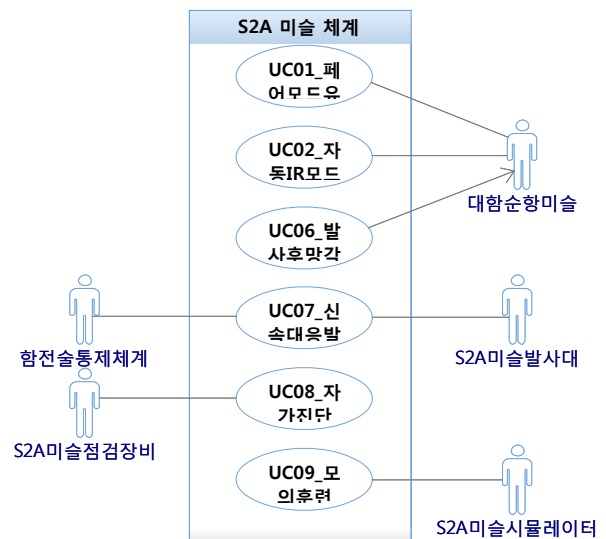 S2A 미슬 체계
UC01_페
어모드유
UC02_자
동IR모드
대함순항미슬
UC06_발
사후망각
UC07_신
속대응발
함전술통제체계
S2A미슬발사대
UC08_자
가진단
S2A미슬점검장비
UC09_모
의훈련
S2A미슬시뮬레이터